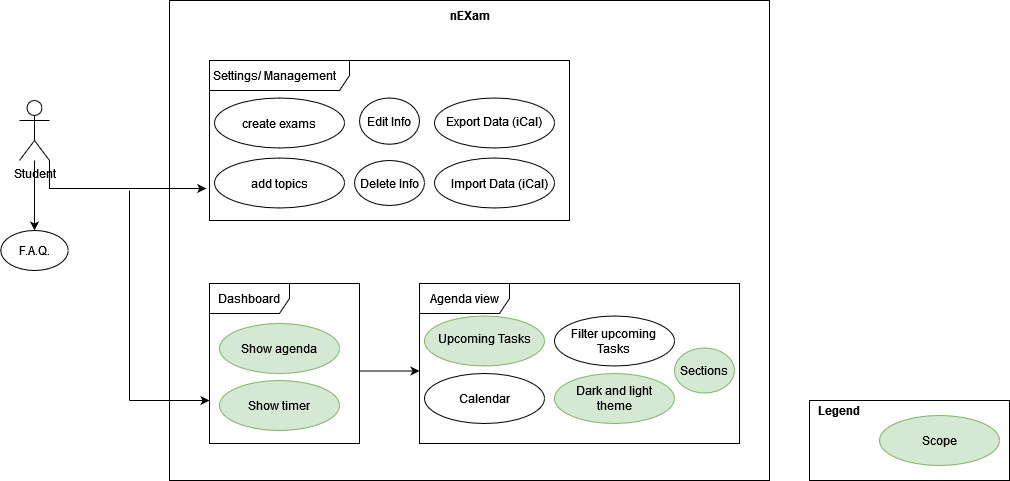 nEXam
Settings/ Management
create exams
Edit Info
Export Data (iCal)
add topics
Delete Info
Import Data (iCal)
Student
F.A.Q.
Dashboard
Show agenda
Show timer
Agenda view
Upcoming Tasks
Filter upcoming
Tasks
Sections
Calendar
Dark and light
theme
Legend
Scope